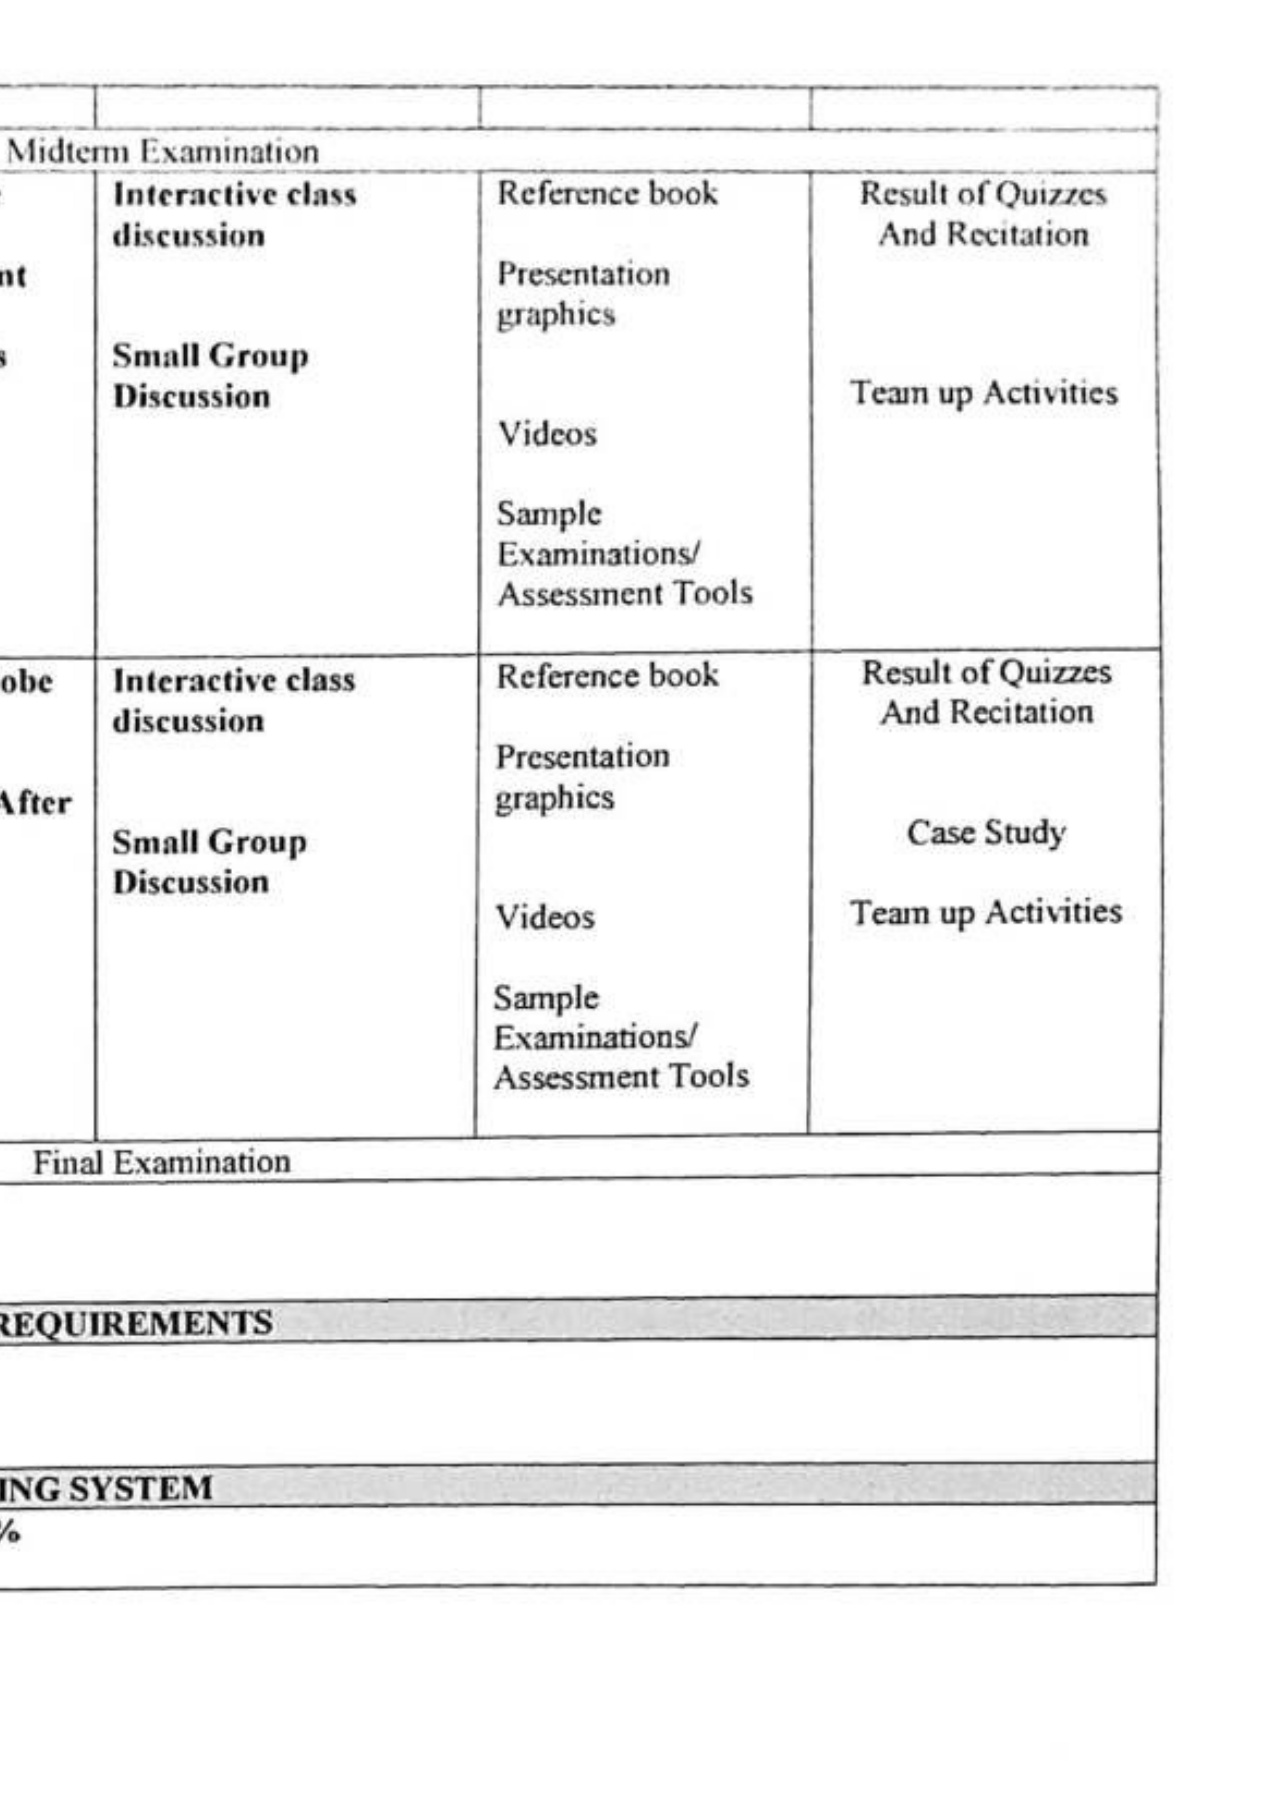 Midterm Examination
nt
s
Interactive class
discussion
Small Group
Discussion
Reference book
Presentation
graphics
Videos
Sample
Examinations/
Assessment Tools
Result of Quizzes
And Recitation
Team up Activities
obe
After
Interactive class
discussion
Small Group
Discussion
Reference book
Presentation
graphics
Videos
Sample
Examinations/
Assessment Tools
Result of Quizzes
And Recitation
Case Study
Team up Activities
Final Examination
REQUIREMENTS
ING SYSTEM
%